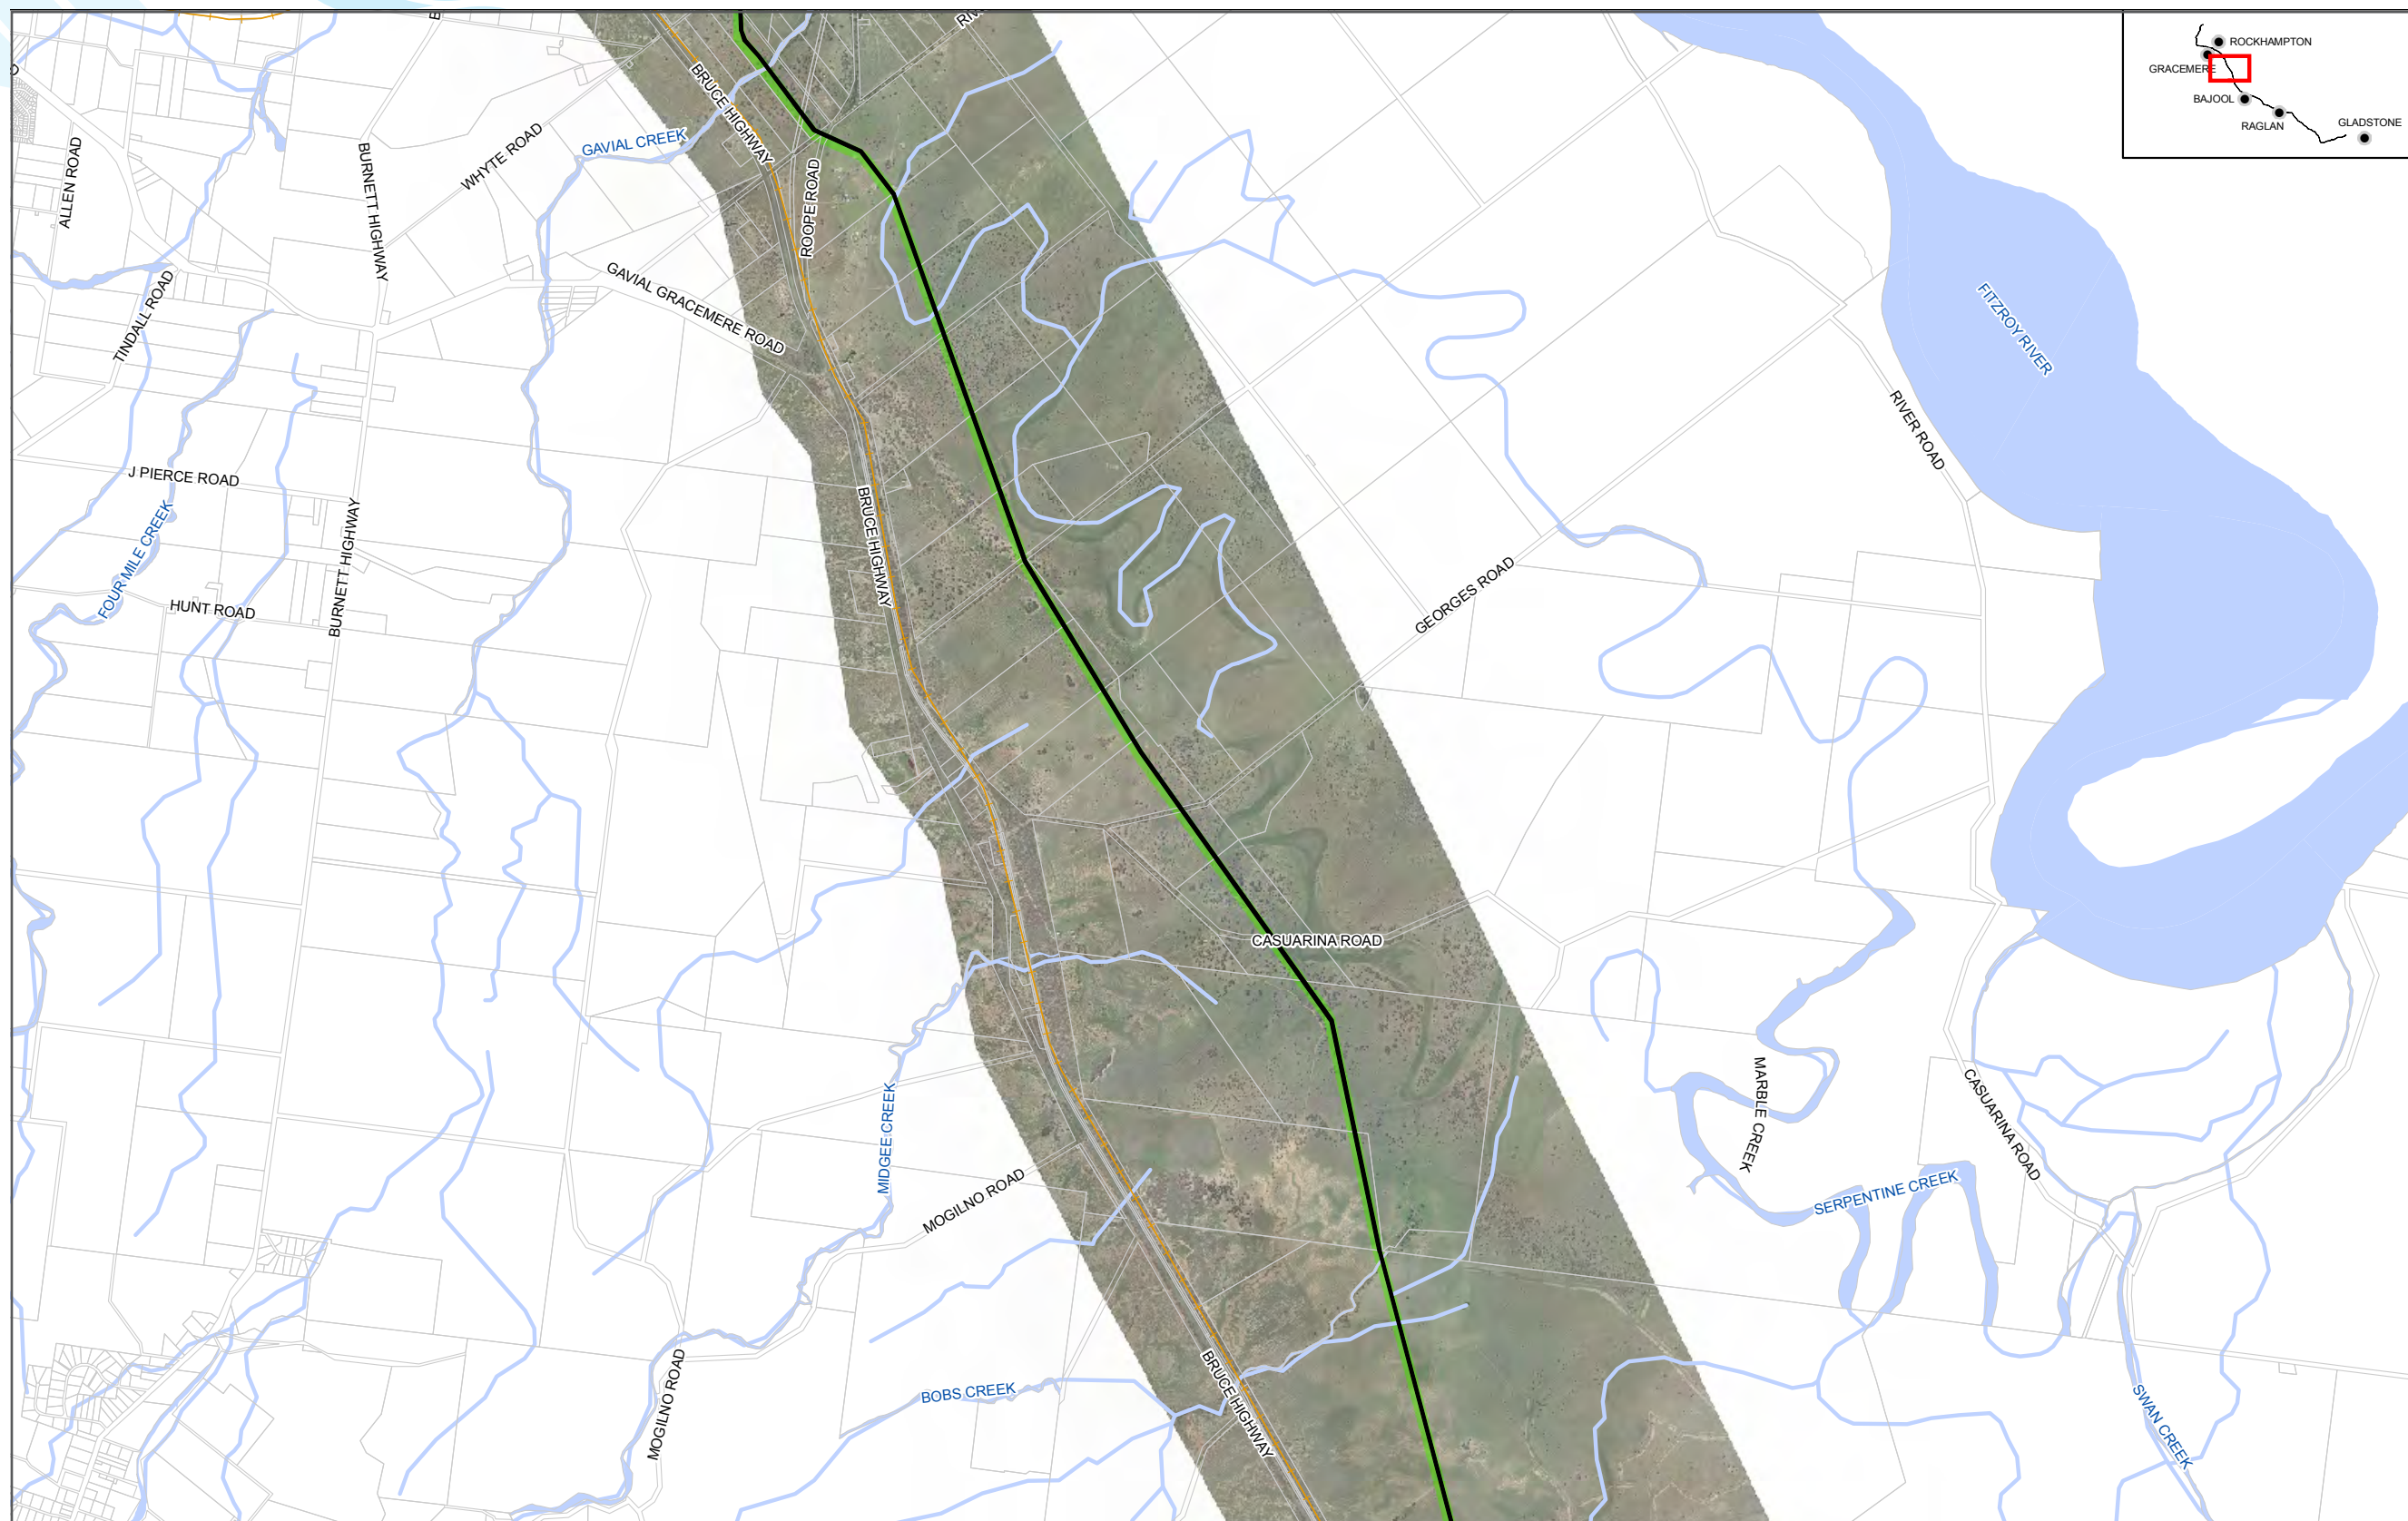 ROCKHAMPTON
GRACEMERE
BAJOOL
RAGLAN
GLADSTONE
BRUCE HIGHWAY
GAVIAL CREEK
WHYTE ROAD
ALLEN ROAD
BURNETT HIGHWAY
ROOPE ROAD
GAVIAL GRACEMERE ROAD
TINDALL ROAD
FITZROY RIVER
RIVER ROAD
J PIERCE ROAD
FOUR MILE CREEK
HUNT ROAD
BURNETT HIGHWAY
BRUCE HIGHWAY
GEORGES ROAD
CASUARINA ROAD
MIDGEE CREEK
MOGILNO ROAD
MARBLE CREEK
CASUARINA ROAD
SERPENTINE CREEK
BOBS CREEK
MOGILNO ROAD
BRUCE HIGHWAY
SWAN CREEK